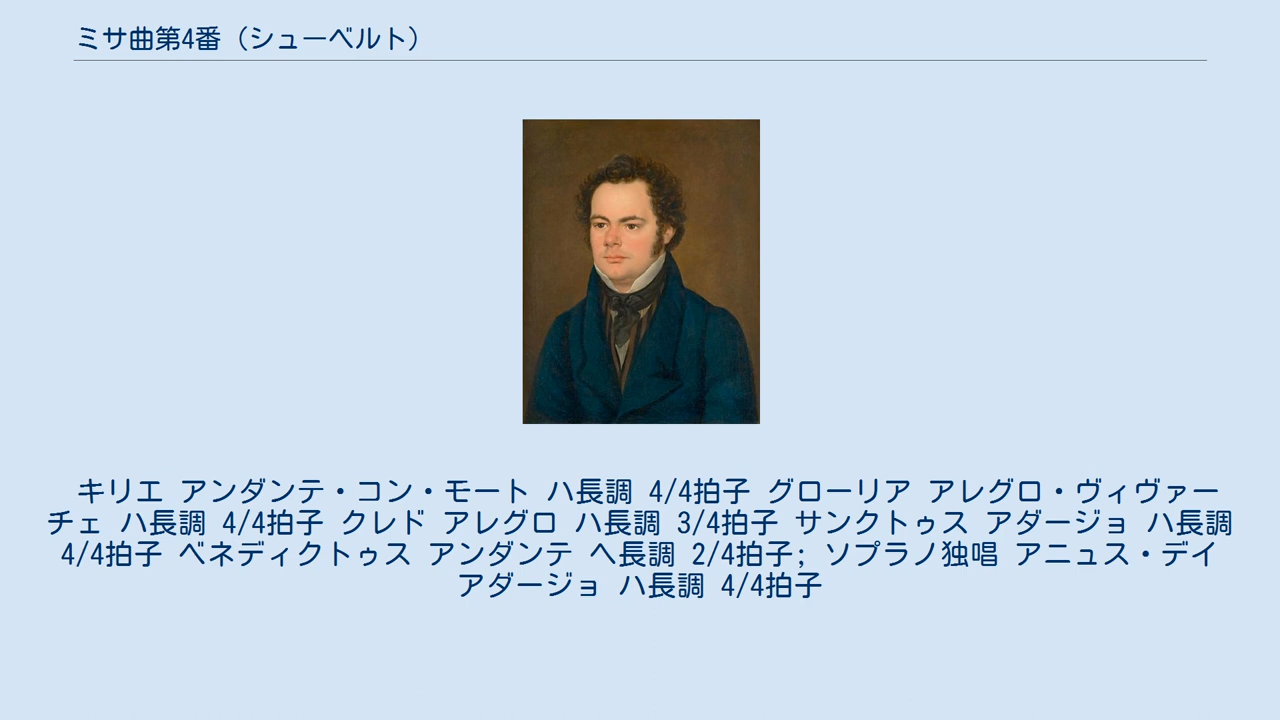 ミサ曲第4番（シューベルト）
キリエ アンダンテ・コン・モート ハ長調 4/4拍子 グローリア アレグロ・ヴィヴァー
チェ ハ長調 4/4拍子 クレド アレグロ ハ長調 3/4拍子 サンクトゥス アダージョ ハ長調
4/4拍子 ベネディクトゥス アンダンテ ヘ長調 2/4拍子; ソプラノ独唱 アニュス・デイ
アダージョ ハ長調 4/4拍子